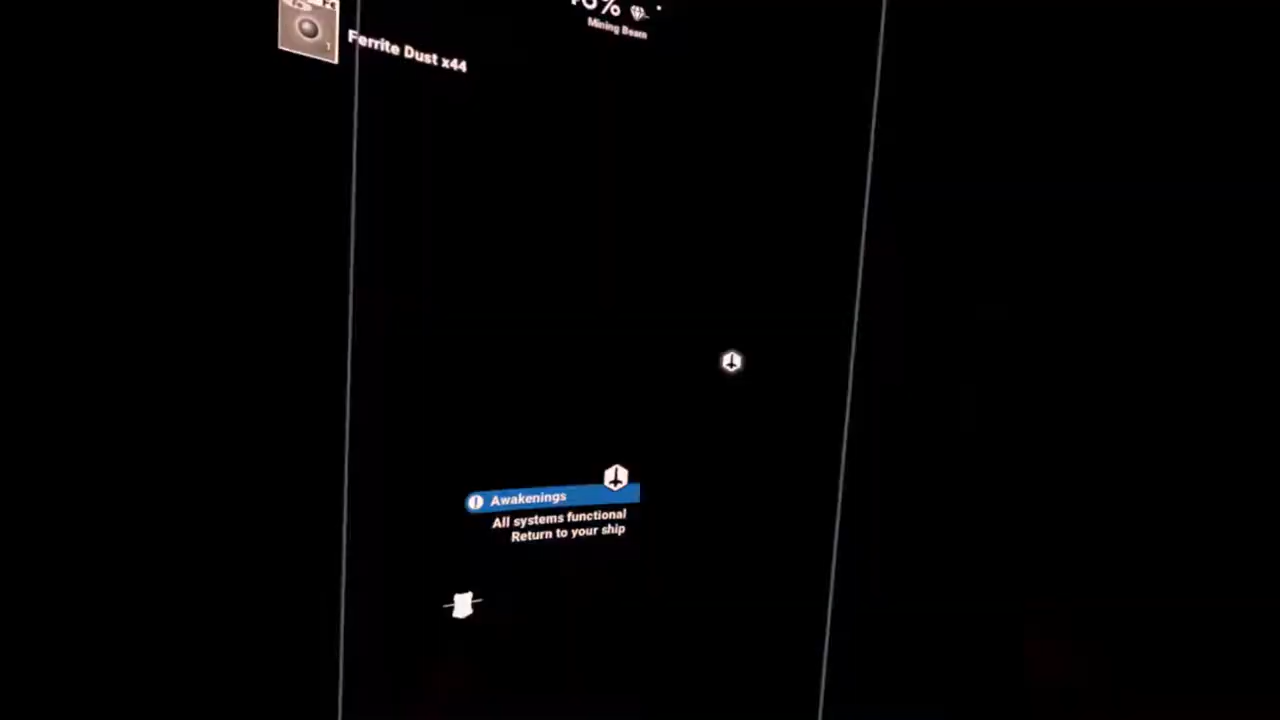 Mining Beam
Ferrite Dust x44
Awakenings
All systems functional
Return to your ship